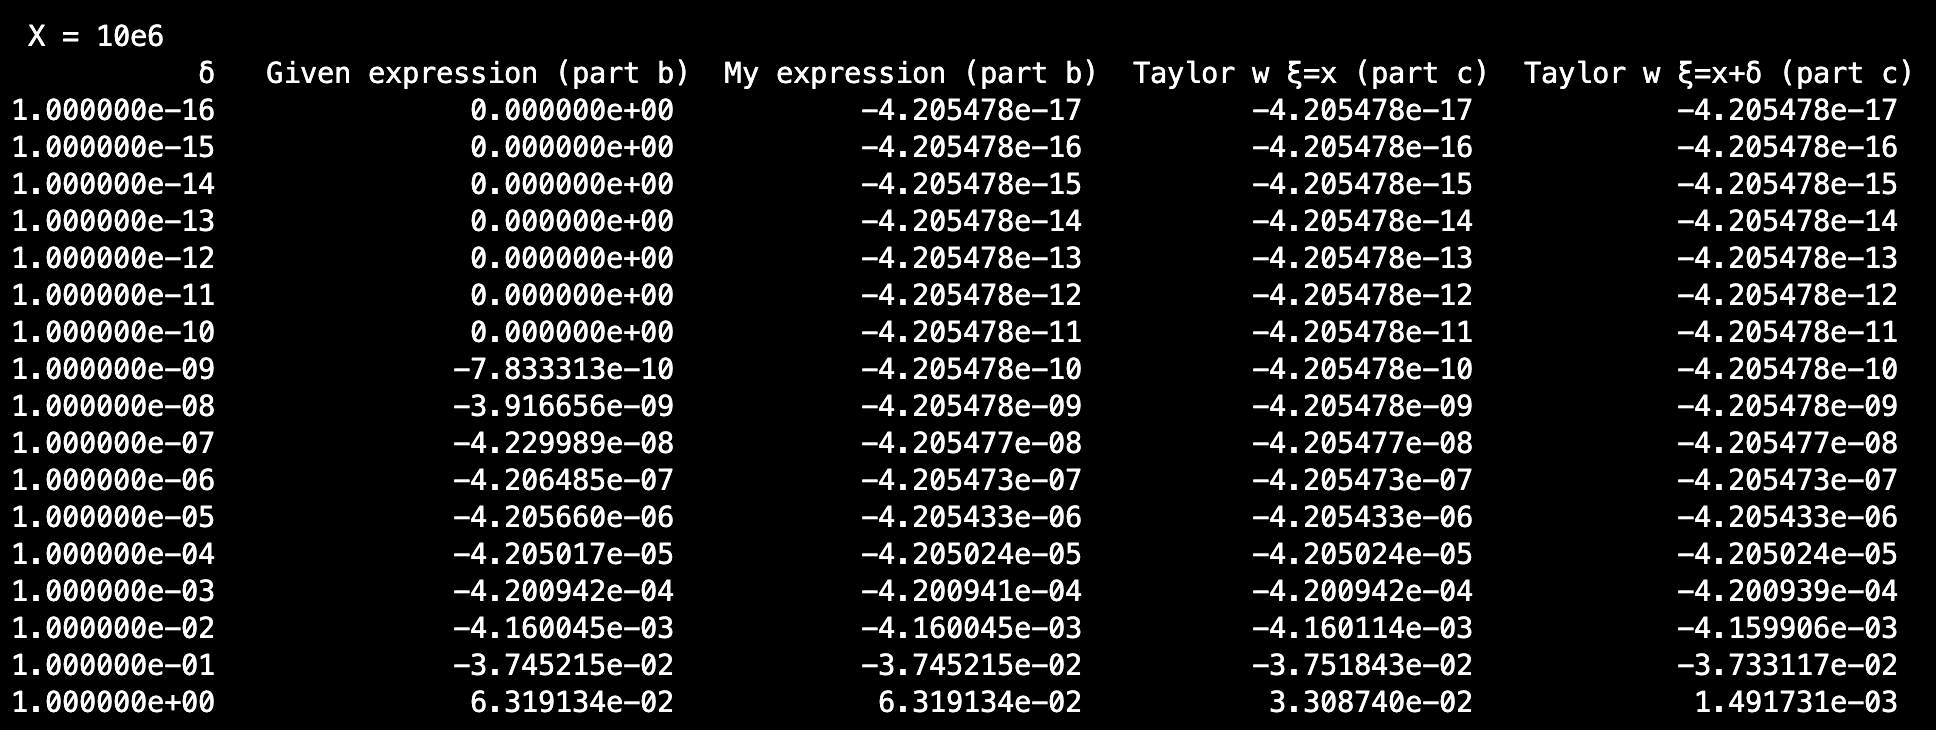 X = 10e6
δ Given expression (part b) My expression (part b) Taylor w ξ=x (part c) Taylor w ξ=x+δ (part c)
1.000000e-16 0.000000e+00 -4.205478e-17 -4.205478e-17 -4.205478e-17
1.000000e-15 0.000000e+00 -4.205478e-16 -4.205478e-16 -4.205478e-16
1.000000e-14 0.000000e+00 -4.205478e-15 -4.205478e-15 -4.205478e-15
1.000000e-13 0.000000e+00 -4.205478e-14 -4.205478e-14 -4.205478e-14
1.000000e-12 0.000000e+00 -4.205478e-13 -4.205478e-13 -4.205478e-13
1.000000e-11 0.000000e+00 -4.205478e-12 -4.205478e-12 -4.205478e-12
1.000000e-10 0.000000e+00 -4.205478e-11 -4.205478e-11 -4.205478e-11
1.000000e-09 -7.833313e-10 -4.205478e-10 -4.205478e-10 -4.205478e-10
1.000000e-08 -3.916656e-09 -4.205478e-09 -4.205478e-09 -4.205478e-09
1.000000e-07 -4.229989e-08 -4.205477e-08 -4.205477e-08 -4.205477e-08
1.000000e-06 -4.206485e-07 -4.205473e-07 -4.205473e-07 -4.205473e-07
1.000000e-05 -4.205660e-06 -4.205433e-06 -4.205433e-06 -4.205433e-06
1.000000e-04 -4.205017e-05 -4.205024e-05 -4.205024e-05 -4.205024e-05
1.000000e-03 -4.200942e-04 -4.200941e-04 -4.200942e-04 -4.200939e-04
1.000000e-02 -4.160045e-03 -4.160045e-03 -4.160114e-03 -4.159906e-03
1.000000e-01 -3.745215e-02 -3.745215e-02 -3.751843e-02 -3.733117e-02
1.000000e+00 6.319134e-02 6.319134e-02 3.308740e-02 1.491731e-03